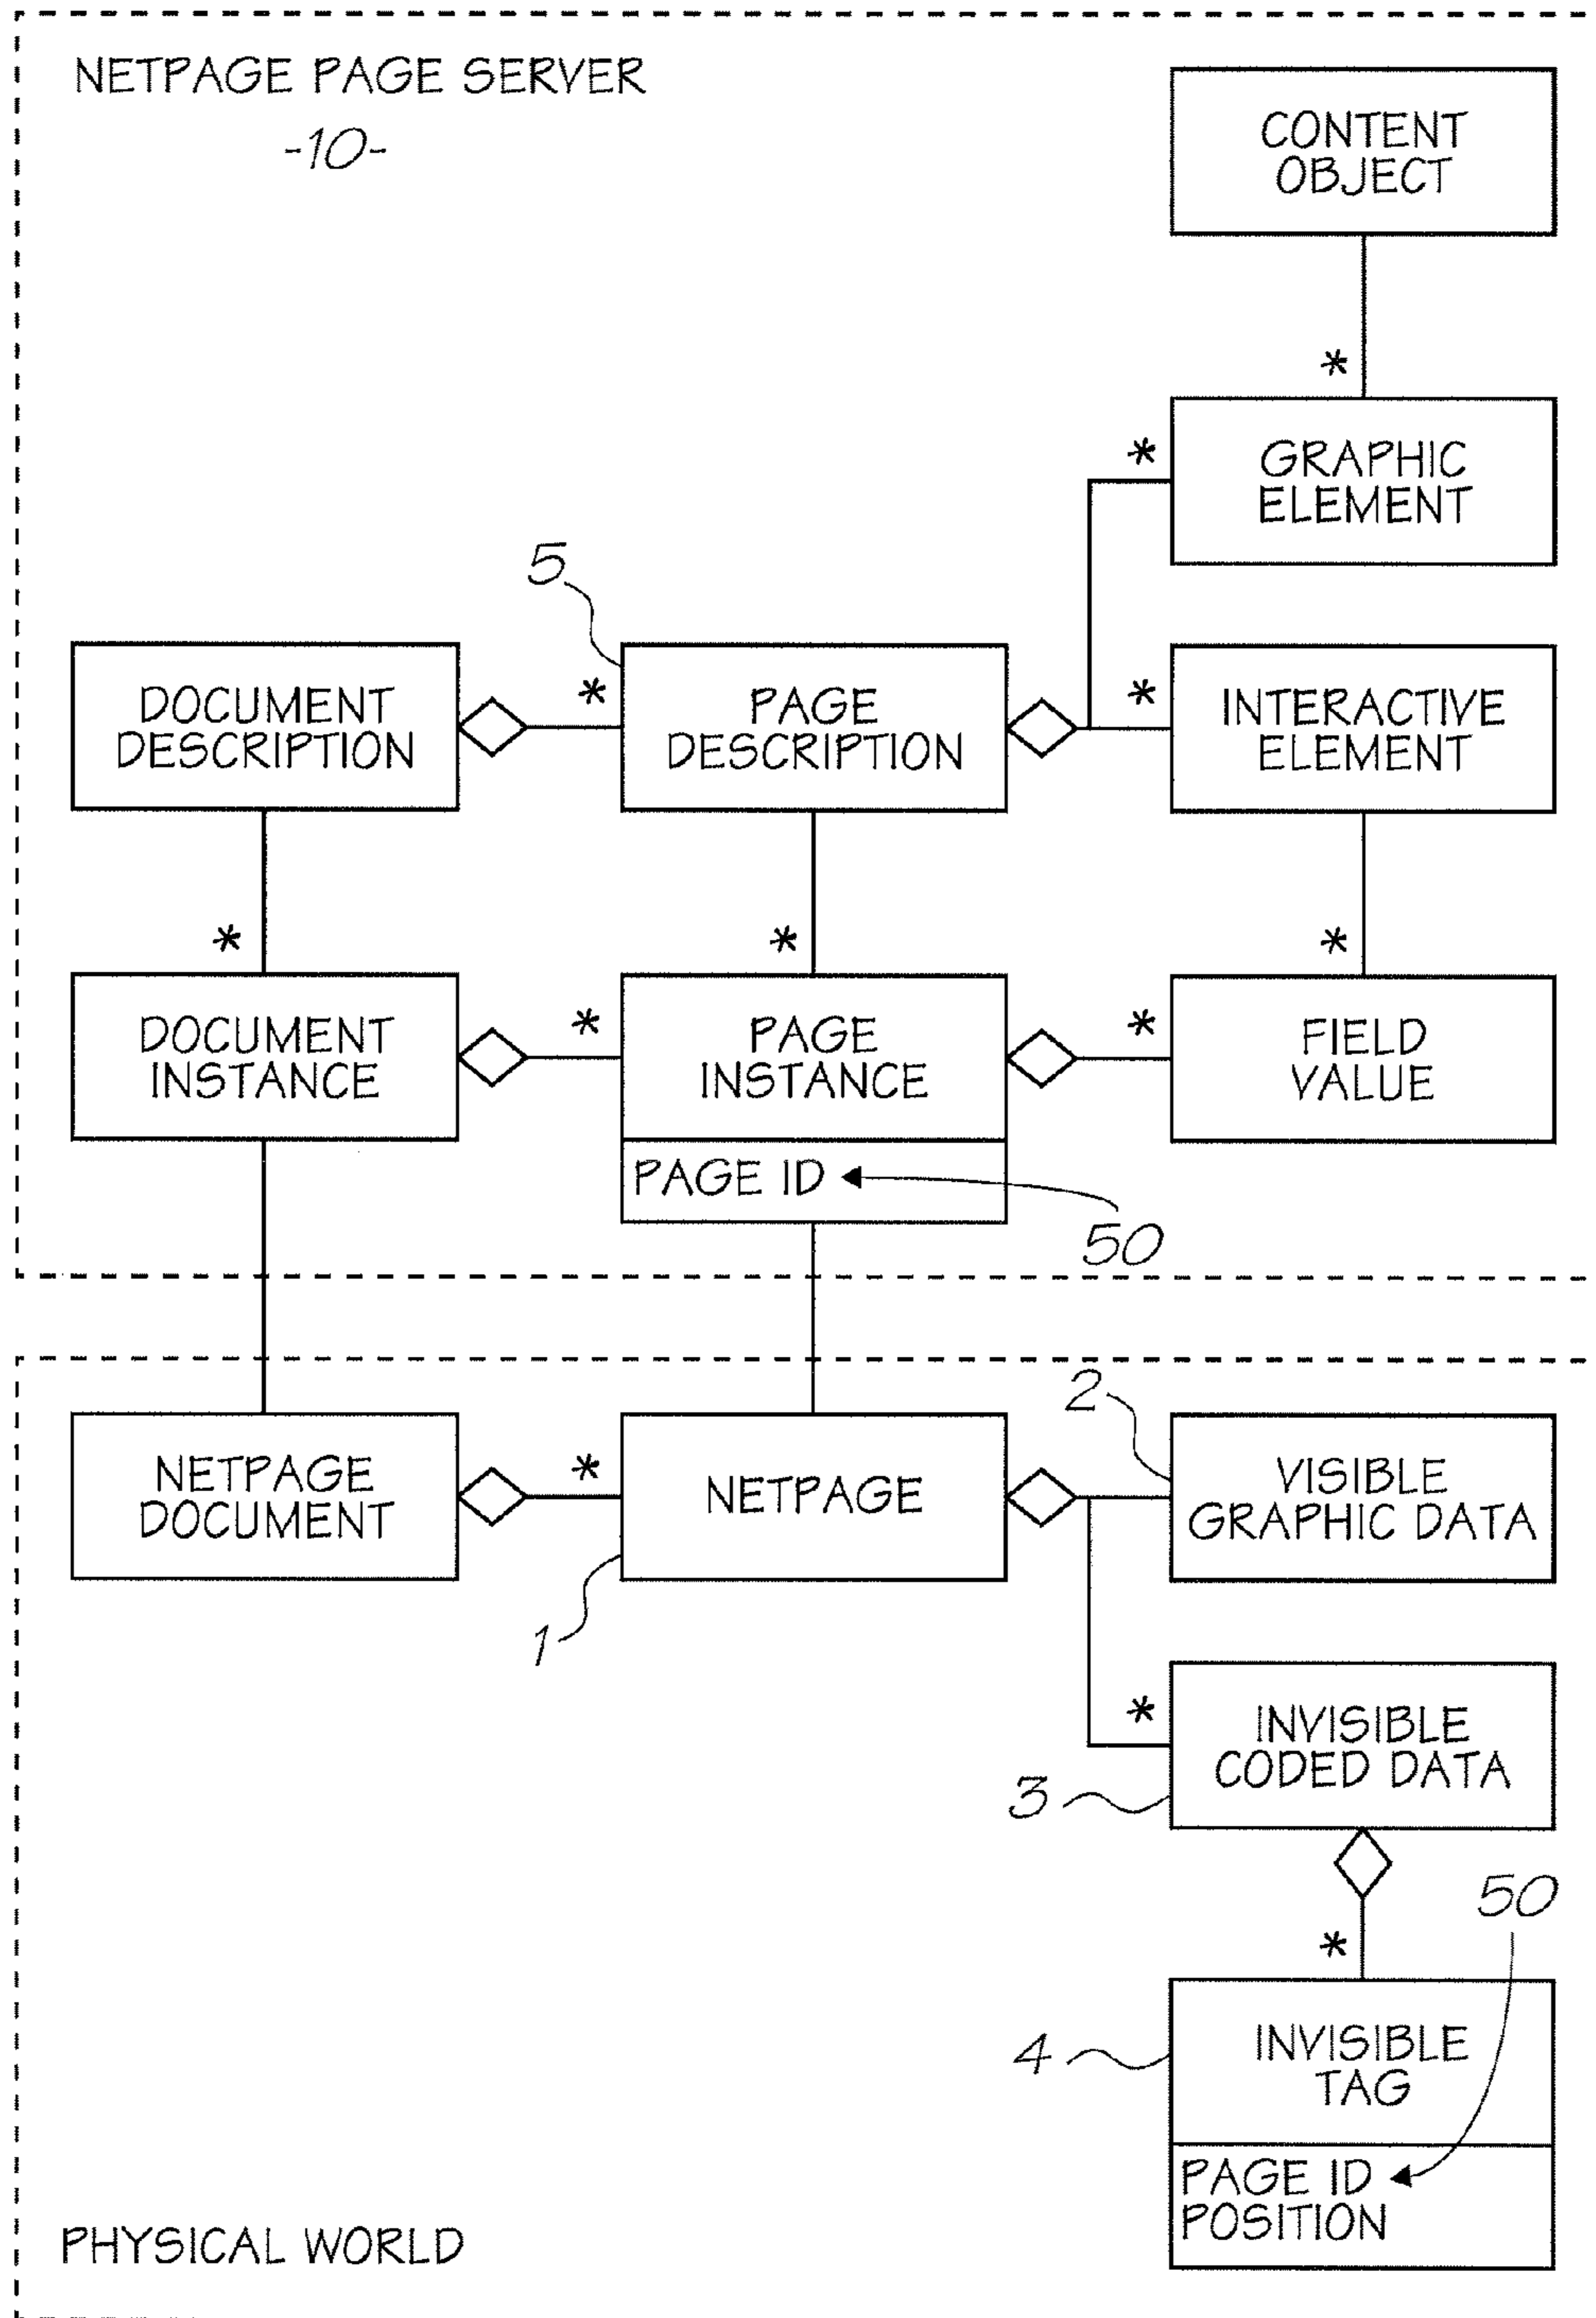 NETPAGE PAGE SERVER
-10-
CONTENT
OBJECT
*
*
GRAPHIC
ELEMENT
5
DOCUMENT
DESCRIPTION
*
PAGE
DESCRIPTION
*
INTERACTIVE
ELEMENT
*
*
*
DOCUMENT
INSTANCE
*
PAGE
INSTANCE
*
FIELD
VALUE
PAGE ID
50
2
NETPAGE
DOCUMENT
*
NETPAGE
VISIBLE
GRAPHIC DATA
1
*
INVISIBLE
CODED DATA
3
50
*
4
INVISIBLE
TAG
PAGE ID
POSITION
PHYSICAL WORLD